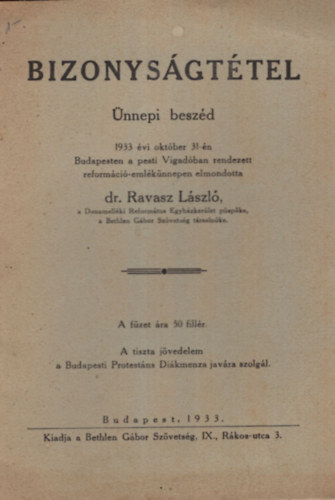 BIZONYSÁGTÉTEL
Ünnepi beszéd
1933 évi október 31-én
Budapesten a pesti Vigadóban rendezett
reformáció-emlékünnepen elmondotta
dr. Ravasz László,
a Dunamelléki Református Egyházkerület püspöke,
a Bethlen Gábor Szövetség társelnöke.
A füzet ára 50 fillér.
A tiszta jövedelem
a Budapesti Protestáns Diákmenza javára szolgál.
Budapest, 1933.
Kiadja a Bethlen Gábor Szövetség, IX., Rákos-utca 3.